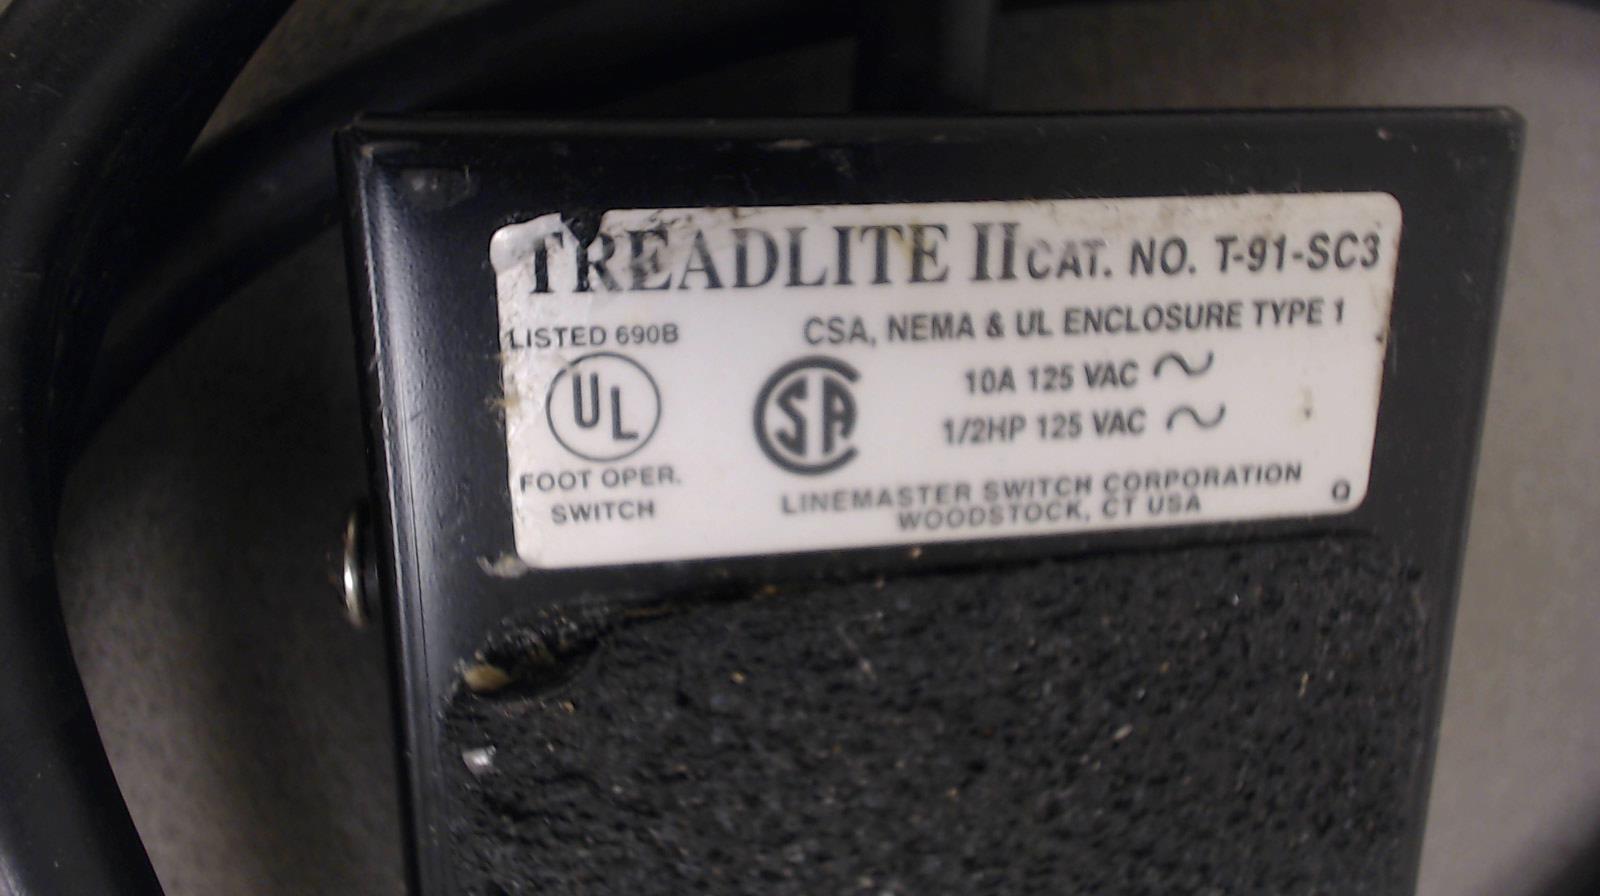 TREADLITE II CAT. NO. T-91-SC3
LISTED 690B
CSA, NEMA & UL ENCLOSURE TYPE 1
UL
SA
10A 125 VAC ~
1/2HP 125 VAC ~
FOOT OPER.
SWITCH
LINEMASTER SWITCH CORPORATION
WOODSTOCK, CT USA
Q